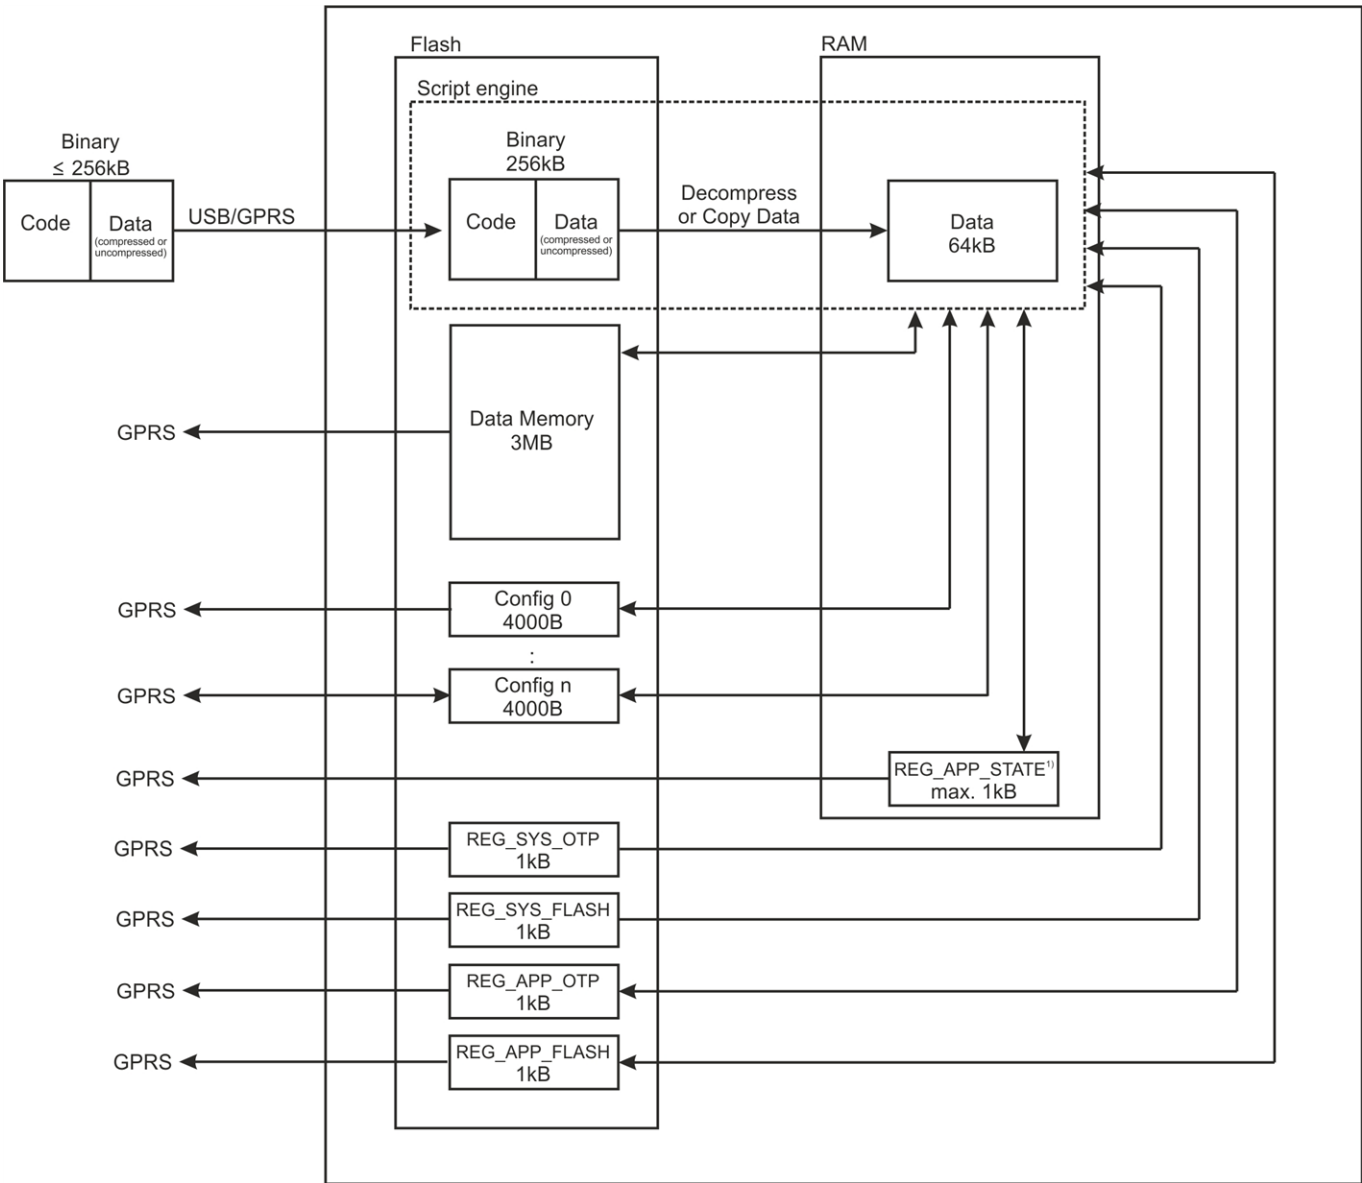 Flash
RAM
Script engine
Binary
≤ 256kB
Code
Data
(compressed or
uncompressed)
USB/GPRS
Binary
256kB
Code
Data
(compressed or
uncompressed)
Decompress
or Copy Data
Data
64kB
GPRS
Data Memory
3MB
GPRS
Config 0
4000B
:
GPRS
Config n
4000B
GPRS
REG_APP_STATE¹⁾
max. 1kB
GPRS
REG_SYS_OTP
1kB
GPRS
REG_SYS_FLASH
1kB
GPRS
REG_APP_OTP
1kB
GPRS
REG_APP_FLASH
1kB